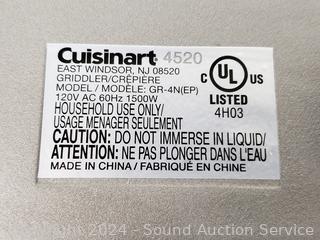 Cuisinart 4520
EAST WINDSOR, NJ 08520
GRIDDLER/CRÊPIÈRE
MODEL / MODÈLE: GR-4N(EP)
120V AC 60Hz 1500W
HOUSEHOLD USE ONLY/
USAGE MENAGER SEULEMENT
CAUTION: DO NOT IMMERSE IN LIQUID/
ATTENTION: NE PAS PLONGER DANS L'EAU
MADE IN CHINA / FABRIQUÉ EN CHINE
C UL US
LISTED
4H03
Copyright 2024 - Sound Auction Service